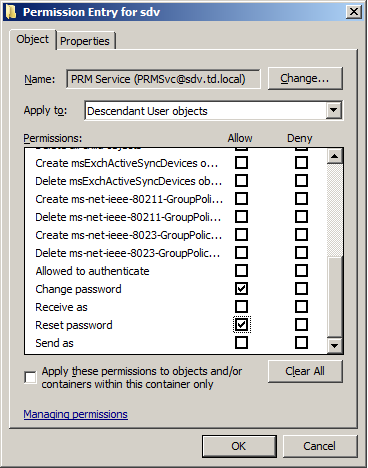 Permission Entry for sdv
Object
Properties
Name:
PRM Service (PRMSvc@sdv.td.local)
Change...
Apply to:
Descendant User objects
Permissions:
Allow
Deny
Create msExchActiveSyncDevices o...
Delete msExchActiveSyncDevices ob...
Create ms-net-ieee-80211-GroupPoli...
Delete ms-net-ieee-80211-GroupPoli...
Create ms-net-ieee-8023-GroupPolic...
Delete ms-net-ieee-8023-GroupPolic...
Allowed to authenticate
Change password
Receive as
Reset password
Send as
Apply these permissions to objects and/or
containers within this container only
Clear All
Managing permissions
OK
Cancel